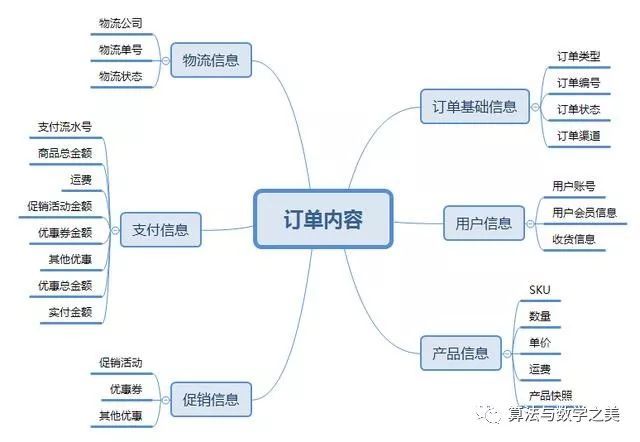 订单内容
物流信息
物流公司
物流单号
物流状态
支付信息
支付流水号
商品总金额
运费
促销活动金额
优惠券金额
其他优惠
优惠总金额
实付金额
促销信息
促销活动
优惠券
其他优惠
订单基础信息
订单类型
订单编号
订单状态
订单渠道
用户信息
用户账号
用户会员信息
收货信息
产品信息
SKU
数量
单价
运费
产品快照
算法与数学之美